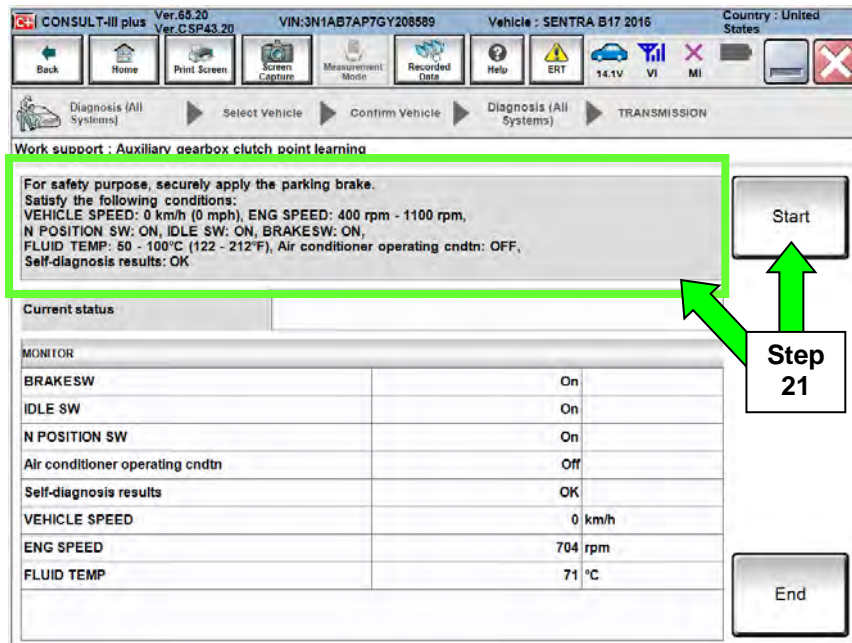 CONSULT-III plus Ver.65.20 Ver.CSP43.20 VIN:3N1AB7AP7GY208589 Vehicle : SENTRA B17 2016 Country : United States
Back Home Print Screen Screen Capture Measurement Mode Recorded Data Help ERT 14.1V VI MI
Diagnosis (All Systems) Select Vehicle Confirm Vehicle Diagnosis (All Systems) TRANSMISSION
Work support : Auxiliary gearbox clutch point learning
For safety purpose, securely apply the parking brake.
Satisfy the following conditions:
VEHICLE SPEED: 0 km/h (0 mph), ENG SPEED: 400 rpm - 1100 rpm,
N POSITION SW: ON, IDLE SW: ON, BRAKESW: ON,
FLUID TEMP: 50 - 100°C (122 - 212°F), Air conditioner operating cndtn: OFF,
Self-diagnosis results: OK
Start
Current status
Step
21
MONITOR
BRAKESW On
IDLE SW On
N POSITION SW On
Air conditioner operating cndtn Off
Self-diagnosis results OK
VEHICLE SPEED 0 km/h
ENG SPEED 704 rpm
FLUID TEMP 71 °C
End